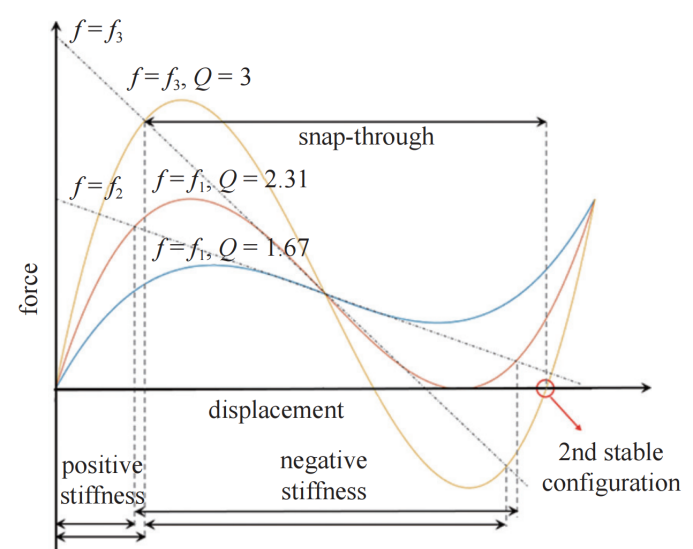 f = f₃
f = f₃, Q = 3
snap-through
f = f₂
f = f₁, Q = 2.31
f = f₁, Q = 1.67
force
displacement
positive
stiffness
negative
stiffness
2nd stable
configuration